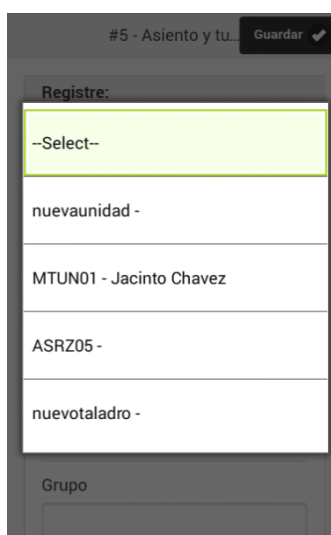 #5 - Asiento y tu... Guardar
Registre:
--Select--
nuevaunidad -
MTUN01 - Jacinto Chavez
ASRZ05 -
nuevotaladro -
Grupo